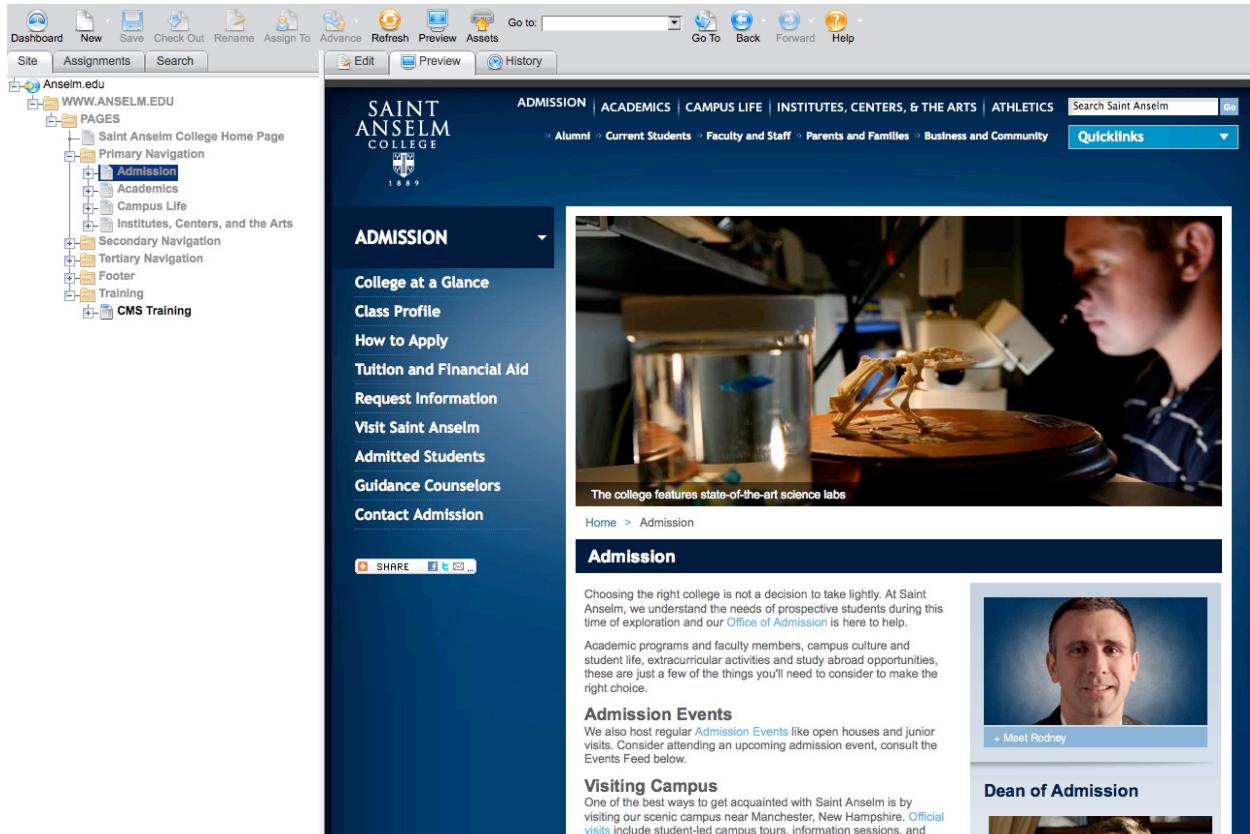 Dashboard New Save Check Out Rename Assign To Advance Refresh Preview Assets Go to: Go To Back Forward Help
Site Assignments Search
Anselm.edu
WWW.ANSELM.EDU
PAGES
Saint Anselm College Home Page
Primary Navigation
Admission
Academics
Campus Life
Institutes, Centers, and the Arts
Secondary Navigation
Tertiary Navigation
Footer
Training
CMS Training
Edit Preview History
SAINT
ANSELM
COLLEGE
1889
ADMISSION ACADEMICS CAMPUS LIFE INSTITUTES, CENTERS, & THE ARTS ATHLETICS
Search Saint Anselm Go
» Alumni » Current Students » Faculty and Staff » Parents and Families » Business and Community
Quicklinks
ADMISSION
College at a Glance
Class Profile
How to Apply
Tuition and Financial Aid
Request Information
Visit Saint Anselm
Admitted Students
Guidance Counselors
Contact Admission
SHARE
The college features state-of-the-art science labs
Home > Admission
Admission
Choosing the right college is not a decision to take lightly. At Saint
Anselm, we understand the needs of prospective students during this
time of exploration and our Office of Admission is here to help.
Academic programs and faculty members, campus culture and
student life, extracurricular activities and study abroad opportunities,
these are just a few of the things you'll need to consider to make the
right choice.
Admission Events
We also host regular Admission Events like open houses and junior
visits. Consider attending an upcoming admission event, consult the
Events Feed below.
Visiting Campus
One of the best ways to get acquainted with Saint Anselm is by
visiting our scenic campus near Manchester, New Hampshire. Official
visits include student-led campus tours, information sessions, and
+ Meet Rodney
Dean of Admission